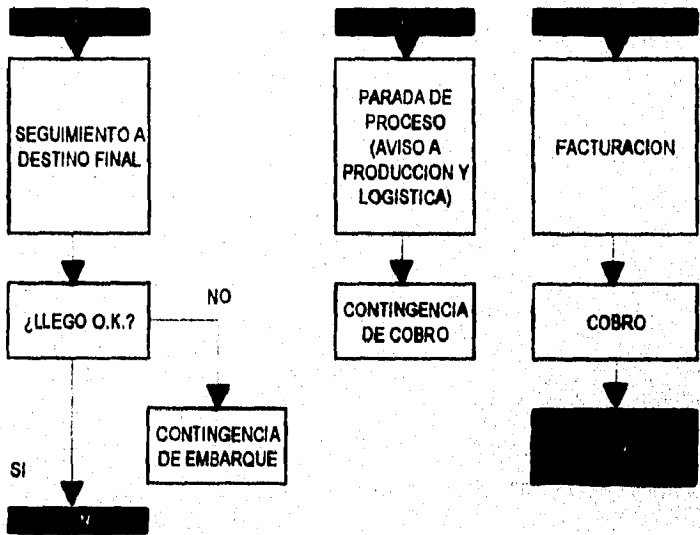 SEGUIMIENTO A
DESTINO FINAL
¿LLEGO O.K.?
NO
CONTINGENCIA
DE EMBARQUE
SI
PARADA DE
PROCESO
(AVISO A
PRODUCCION Y
LOGISTICA)
CONTINGENCIA
DE COBRO
FACTURACION
COBRO